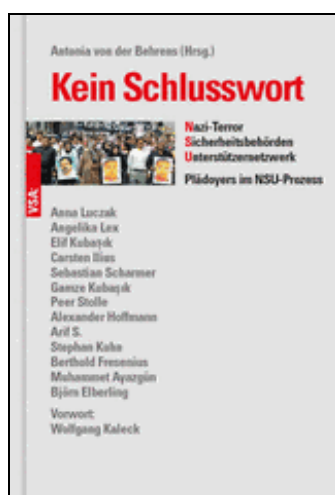 Antonia von der Behrens (Hrsg.)
Kein Schlusswort
Nazi-Terror
Sicherheitsbehörden
Unterstützernetzwerk
Plädoyers im NSU-Prozess
VSA:
Anna Luczak
Angelika Lex
Elif Kubaşık
Carsten Ilius
Sebastian Scharmer
Gamze Kubaşık
Peer Stolle
Alexander Hoffmann
Arif S.
Stephan Kuhn
Berthold Fresenius
Muhammet Ayazgün
Björn Elberling
Vorwort:
Wolfgang Kaleck